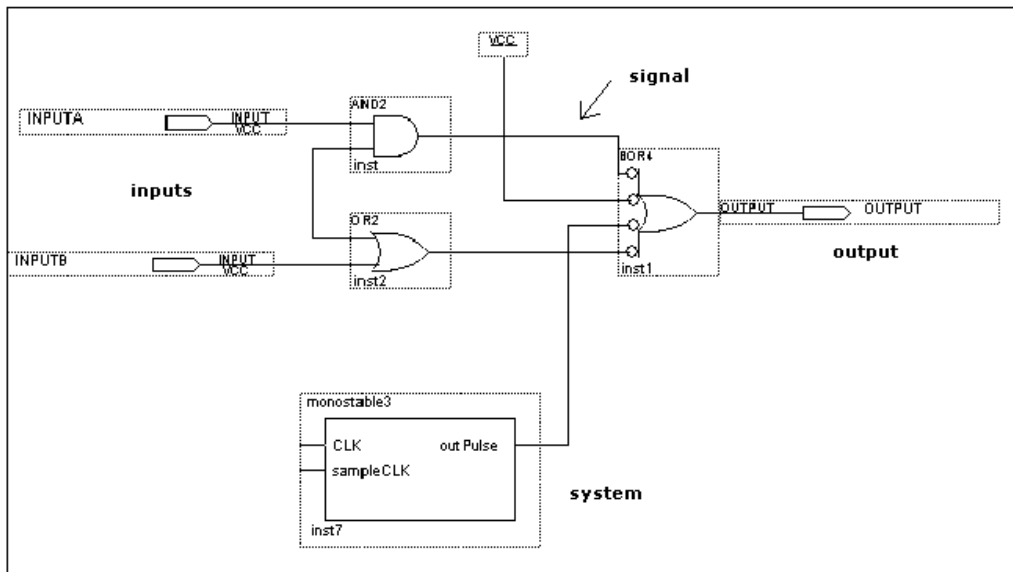 VCC
signal
AND2
INPUTA
INPUT
VCC
inst
BOR4
inputs
OR2
OUTPUT
OUTPUT
output
INPUTB
INPUT
VCC
inst2
inst1
monostable3
CLK
out Pulse
sampleCLK
system
inst7